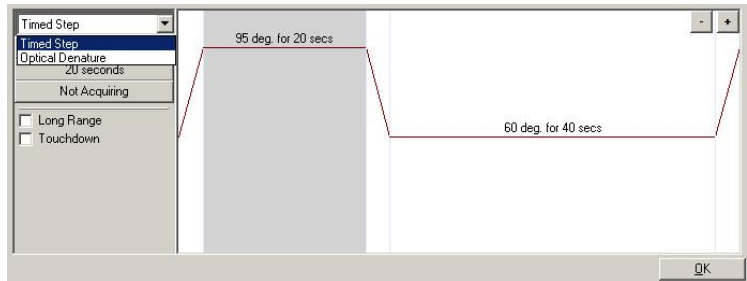 Timed Step
Timed Step
Optical Denature
20 seconds
Not Acquiring
Long Range
Touchdown
95 deg. for 20 secs
60 deg. for 40 secs
- +
OK